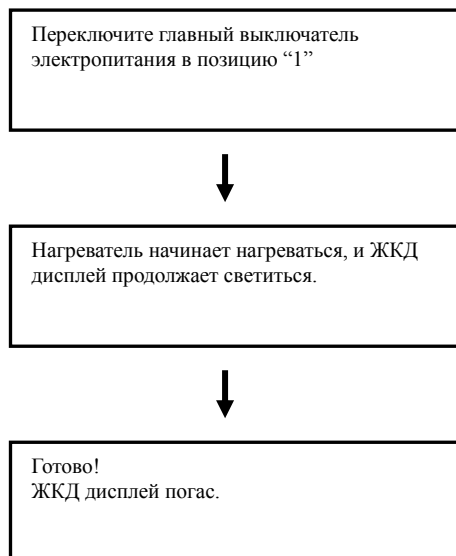 Переключите главный выключатель
электропитания в позицию “1”
Нагреватель начинает нагреваться, и ЖКД
дисплей продолжает светиться.
Готово!
ЖКД дисплей погас.